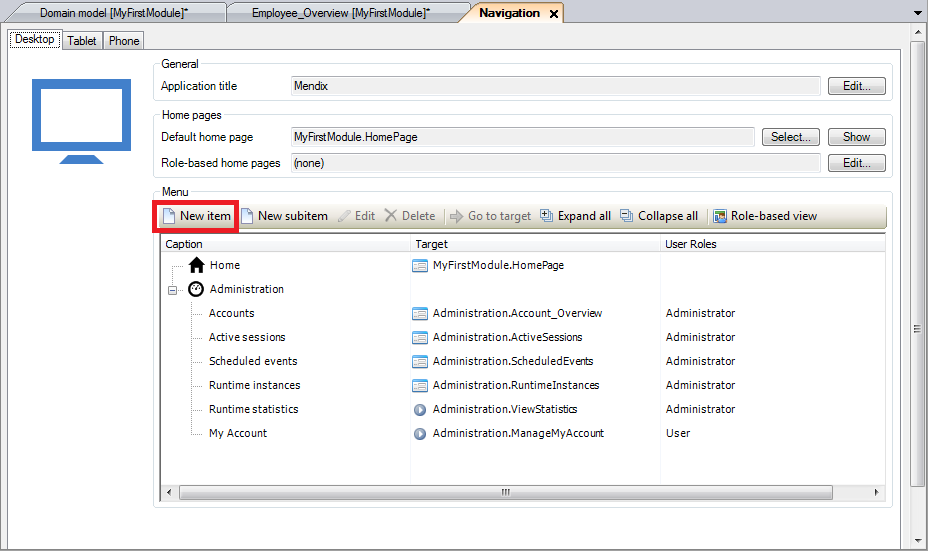 Domain model [MyFirstModule]* Employee_Overview [MyFirstModule]* Navigation
Desktop Tablet Phone
General
Application title Mendix Edit...
Home pages
Default home page MyFirstModule.HomePage Select... Show
Role-based home pages (none) Edit...
Menu
New item New subitem Edit Delete Go to target Expand all Collapse all Role-based view
Caption Target User Roles
Home MyFirstModule.HomePage
Administration
Accounts Administration.Account_Overview Administrator
Active sessions Administration.ActiveSessions Administrator
Scheduled events Administration.ScheduledEvents Administrator
Runtime instances Administration.RuntimeInstances Administrator
Runtime statistics Administration.ViewStatistics Administrator
My Account Administration.ManageMyAccount User